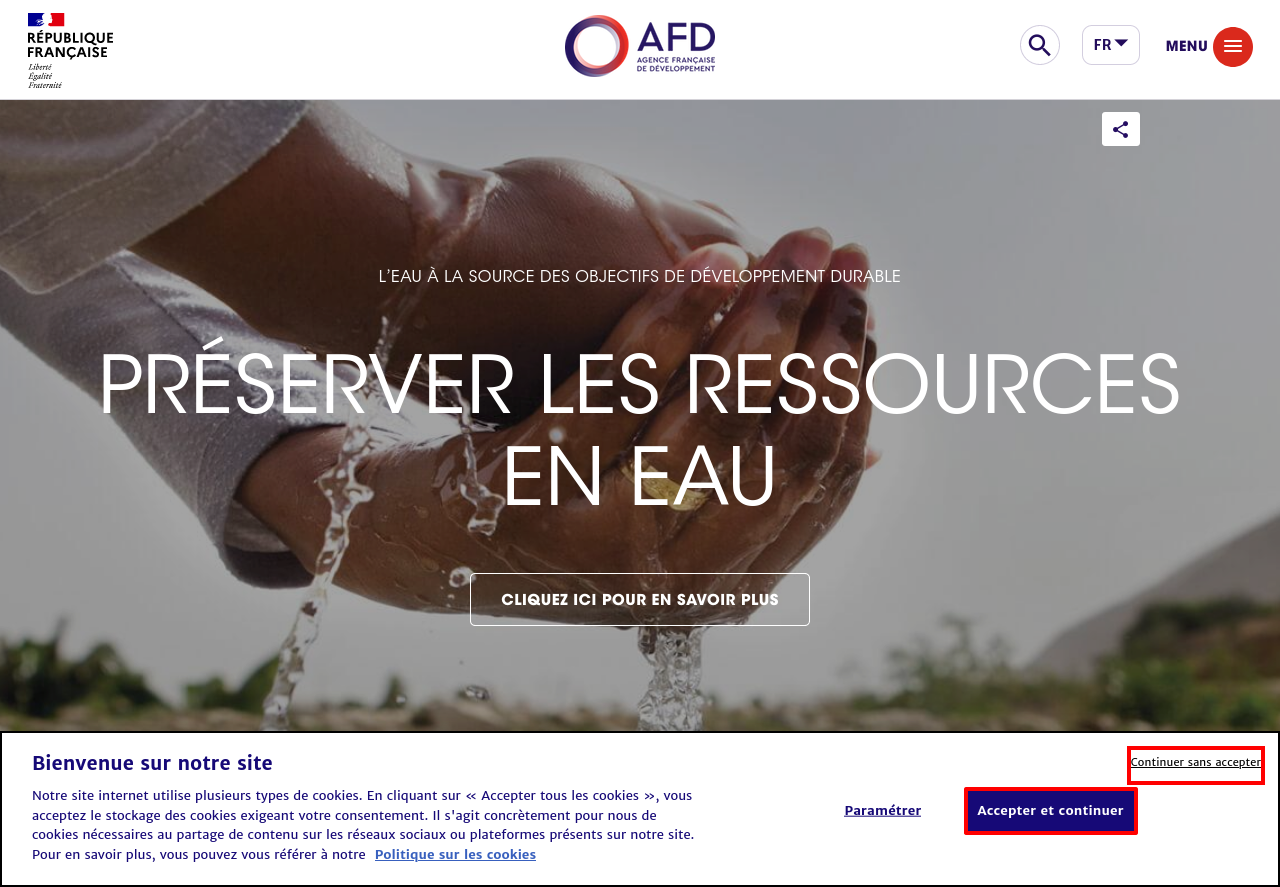 RÉPUBLIQUE
FRANÇAISE
Liberté
Égalité
Fraternité
AFD
AGENCE FRANÇAISE
DE DÉVELOPPEMENT
FR
MENU
L’EAU À LA SOURCE DES OBJECTIFS DE DÉVELOPPEMENT DURABLE
PRÉSERVER LES RESSOURCES
EN EAU
CLIQUEZ ICI POUR EN SAVOIR PLUS
Bienvenue sur notre site
Notre site internet utilise plusieurs types de cookies. En cliquant sur « Accepter tous les cookies », vous
acceptez le stockage des cookies exigeant votre consentement. Il s'agit concrètement pour nous de
cookies nécessaires au partage de contenu sur les réseaux sociaux ou plateformes présents sur notre site.
Pour en savoir plus, vous pouvez vous référer à notre Politique sur les cookies
Continuer sans accepter
Paramétrer
Accepter et continuer